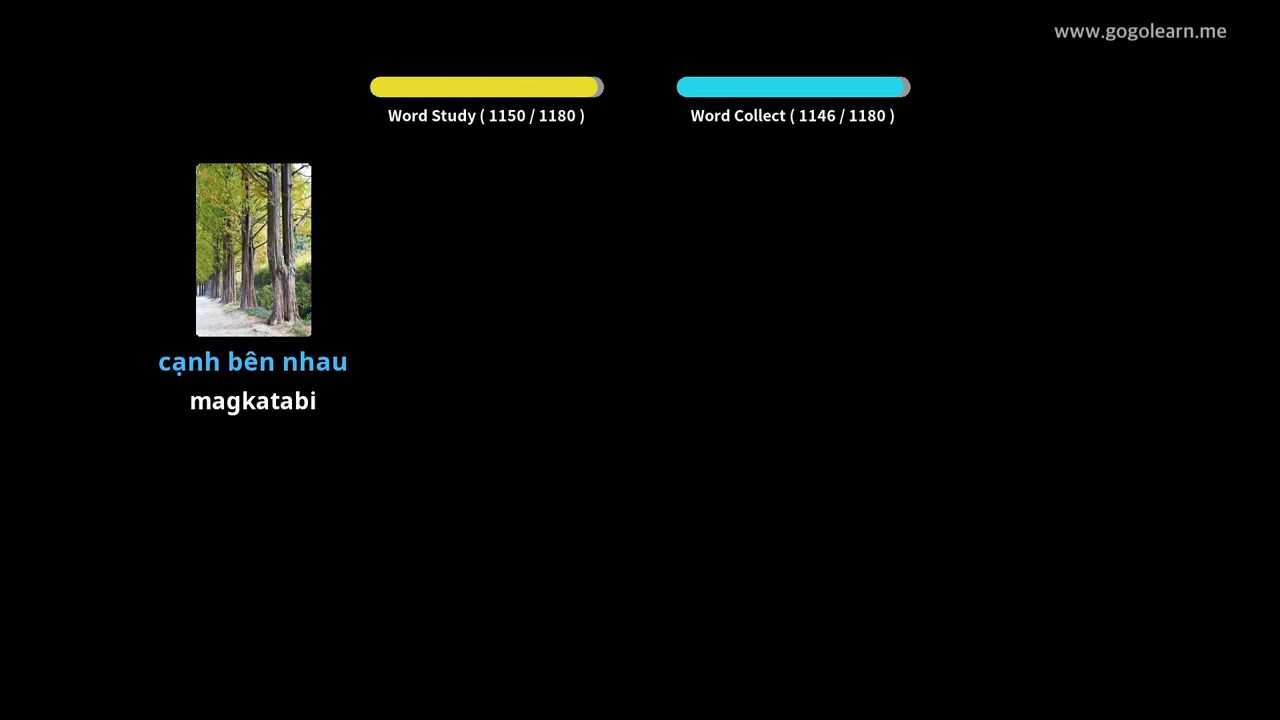 www.gogolearn.me
Word Study ( 1150 / 1180 )
Word Collect ( 1146 / 1180 )
cạnh bên nhau
magkatabi